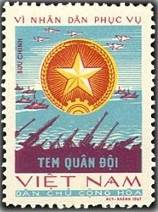 VÌ NHÂN DÂN PHỤC VỤ
BƯU CHÍNH
TEM QUÂN ĐỘI
VIỆT NAM
DÂN CHỦ CỘNG HÒA